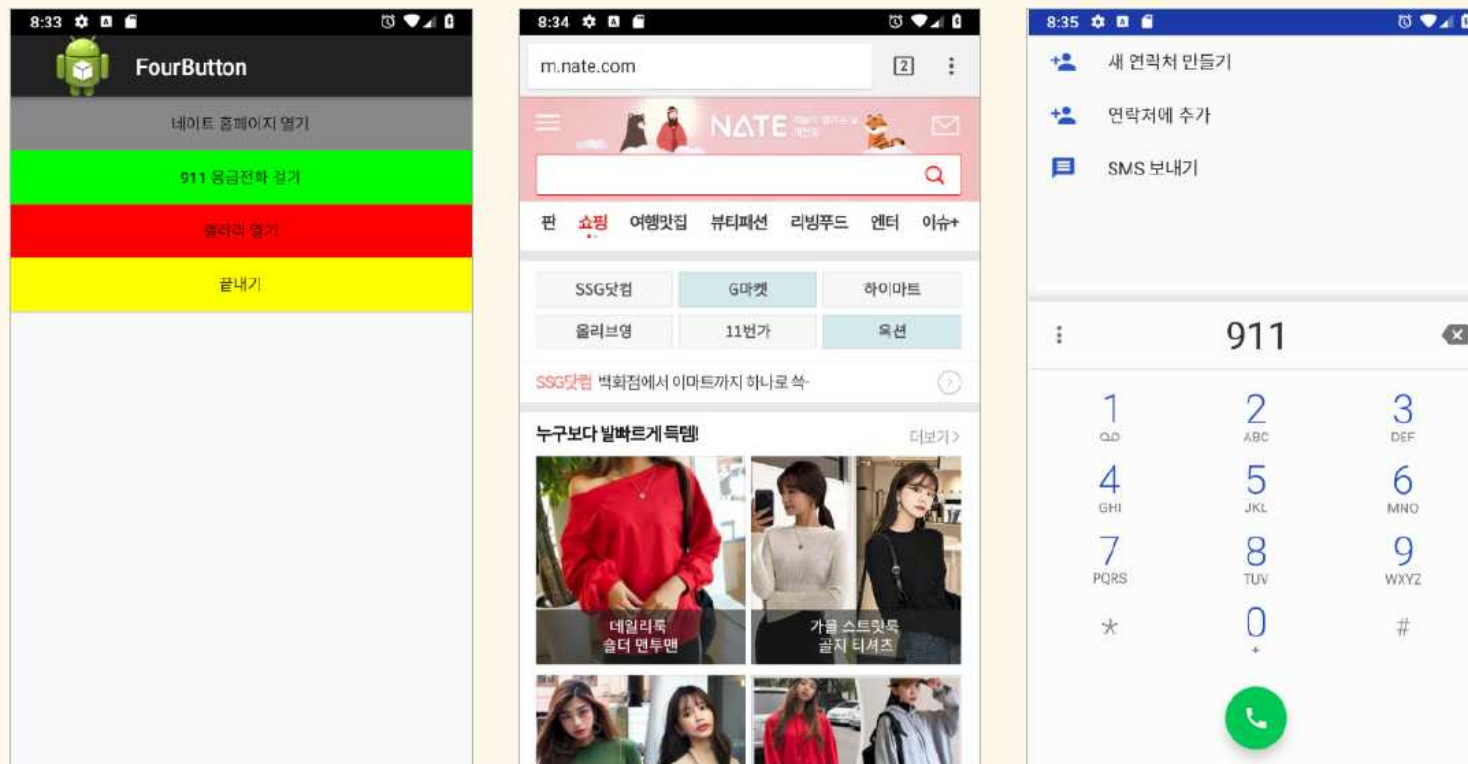 8:33
FourButton
네이트 홈페이지 열기
911 응급전화 걸기
갤러리 열기
끝내기
8:34
m.nate.com
2
NATE
판 쇼핑 여행맛집 뷰티패션 리빙푸드 엔터 이슈+
SSG닷컴 G마켓 하이마트
올리브영 11번가 옥션
SSG닷컴 백화점에서 이마트까지 하나로 쓱-
누구보다 발빠르게 득템! 더보기 >
데일리룩
숄더 맨투맨
가을 스트릿룩
골지 티셔츠
8:35
새 연락처 만들기
연락처에 추가
SMS 보내기
911
1 2 3
ABC DEF
4 5 6
GHI JKL MNO
7 8 9
PQRS TUV WXYZ
* 0 #
+